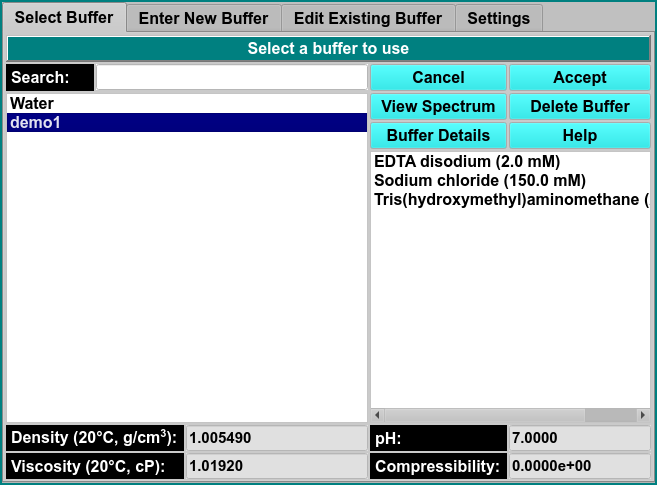 Select Buffer Enter New Buffer Edit Existing Buffer Settings
Select a buffer to use
Search: Cancel Accept
View Spectrum Delete Buffer
Buffer Details Help
Water
demo1
EDTA disodium (2.0 mM)
Sodium chloride (150.0 mM)
Tris(hydroxymethyl)aminomethane (
Density (20°C, g/cm³): 1.005490 pH: 7.0000
Viscosity (20°C, cP): 1.01920 Compressibility: 0.0000e+00